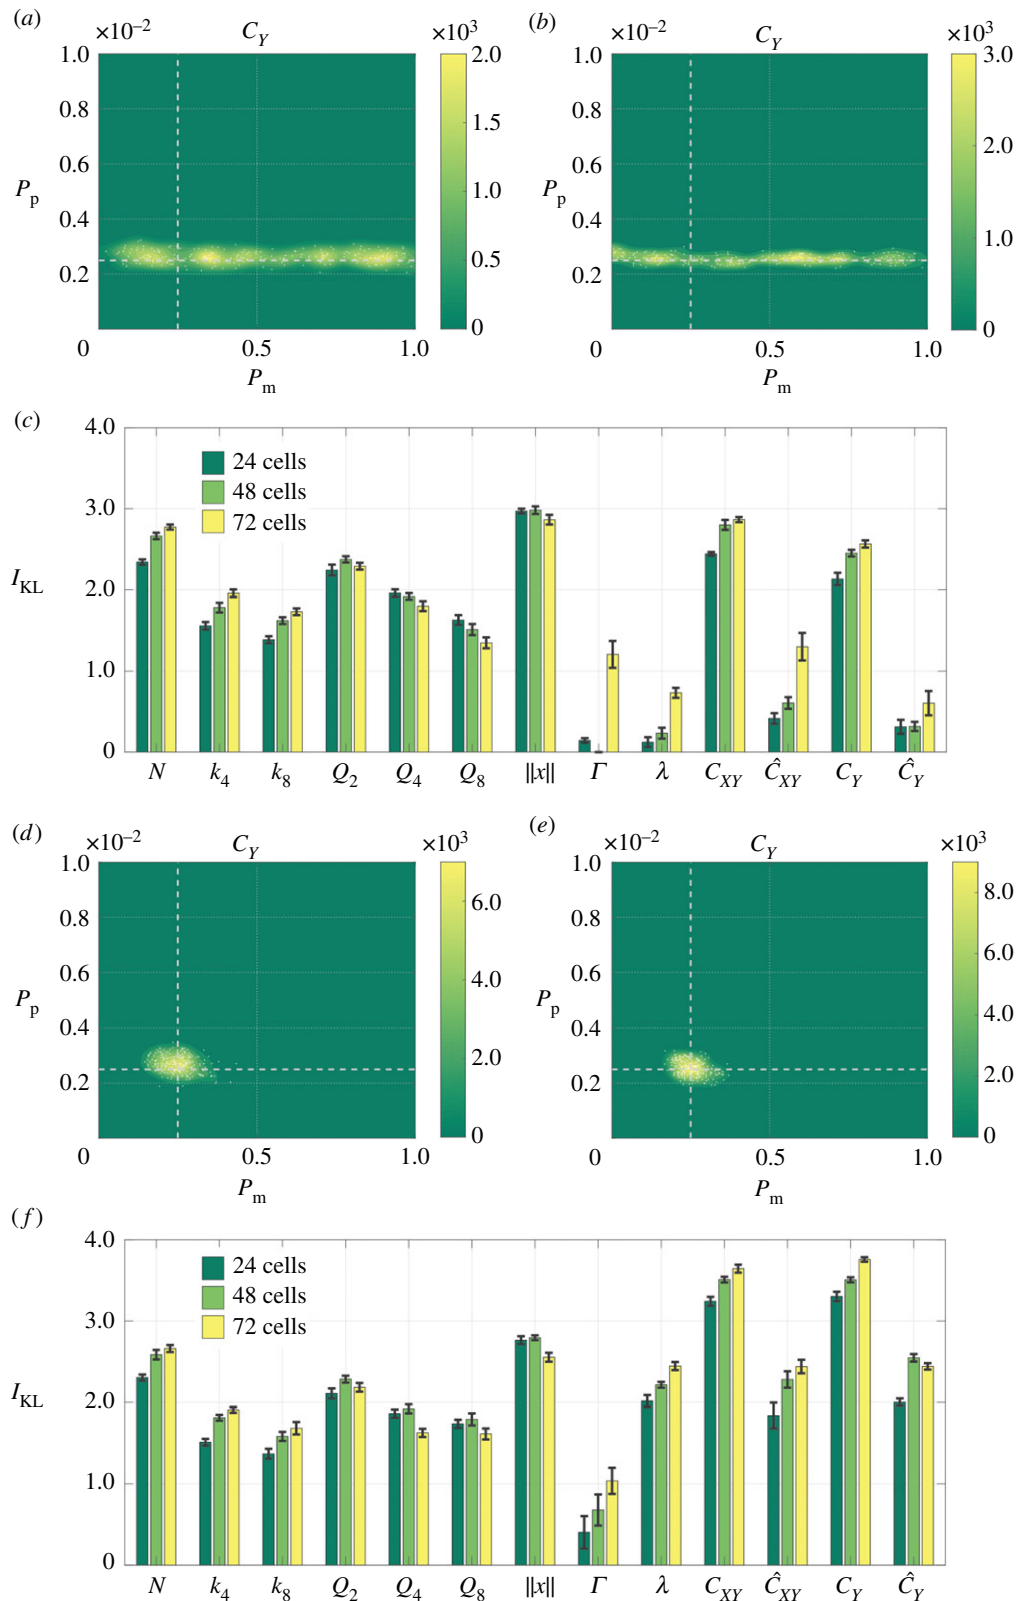 (a)
×10⁻²
C_Y
×10³
1.0
0.8
0.6
P_p
0.4
0.2
0
0.5
1.0
P_m
2.0
1.5
1.0
0.5
0
(b)
×10⁻²
C_Y
×10³
1.0
0.8
0.6
P_p
0.4
0.2
0
0.5
1.0
P_m
3.0
2.0
1.0
0
(c)
4.0
3.0
I_KL
2.0
1.0
0
24 cells
48 cells
72 cells
N k₄ k₈ Q₂ Q₄ Q₈ ||x|| Γ λ C_XY Ĉ_XY C_Y Ĉ_Y
(d)
×10⁻²
C_Y
×10³
1.0
0.8
0.6
P_p
0.4
0.2
0
0.5
1.0
P_m
6.0
4.0
2.0
0
(e)
×10⁻²
C_Y
×10³
1.0
0.8
0.6
P_p
0.4
0.2
0
0.5
1.0
P_m
8.0
6.0
4.0
2.0
0
(f)
4.0
3.0
I_KL
2.0
1.0
0
24 cells
48 cells
72 cells
N k₄ k₈ Q₂ Q₄ Q₈ ||x|| Γ λ C_XY Ĉ_XY C_Y Ĉ_Y